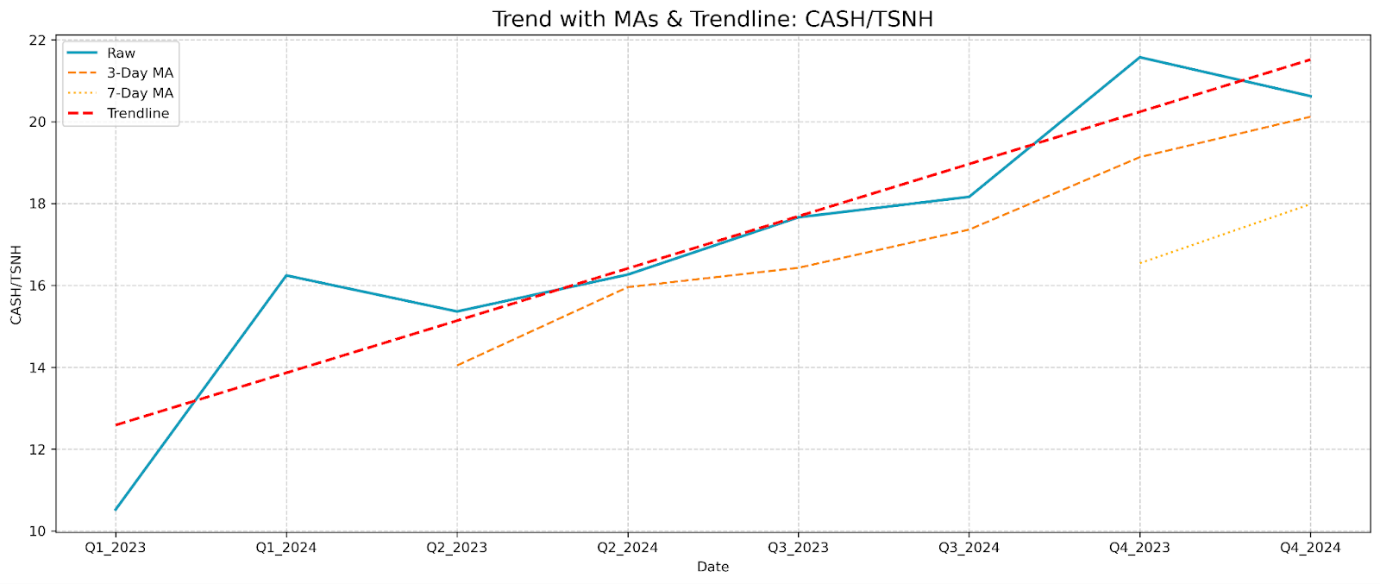 Trend with MAs & Trendline: CASH/TSNH
Raw
3-Day MA
7-Day MA
Trendline
CASH/TSNH
22
20
18
16
14
12
10
Q1_2023 Q1_2024 Q2_2023 Q2_2024 Q3_2023 Q3_2024 Q4_2023 Q4_2024
Date